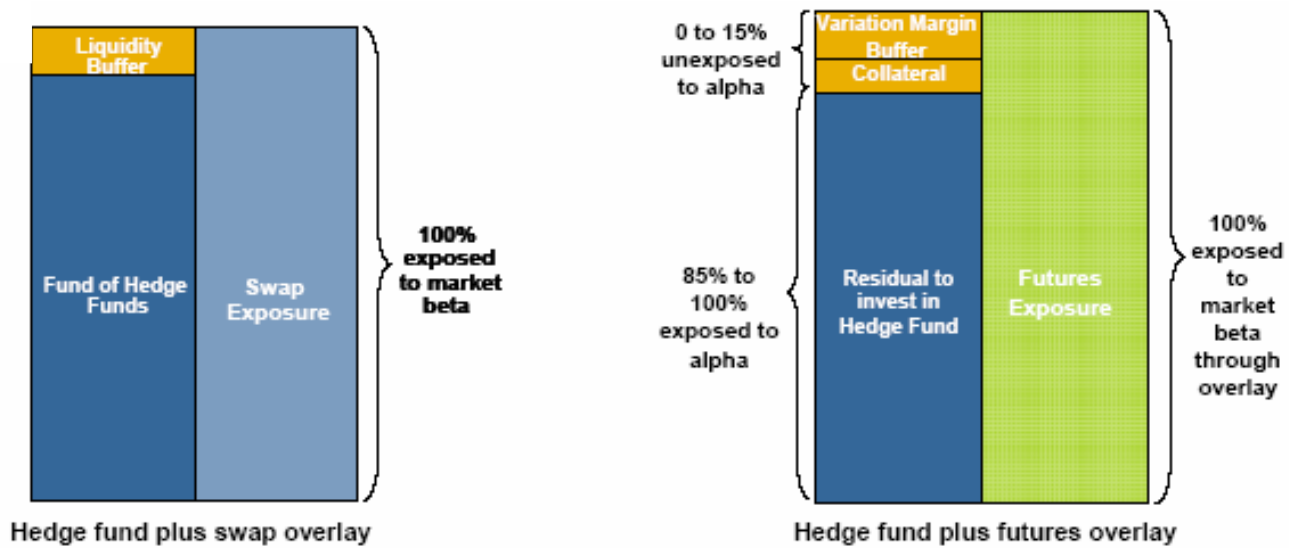 Liquidity
Buffer
Fund of Hedge
Funds
Swap
Exposure
100%
exposed
to market
beta
Hedge fund plus swap overlay
0 to 15%
unexposed
to alpha
85% to
100%
exposed to
alpha
Variation Margin
Buffer
Collateral
Residual to
invest in
Hedge Fund
Futures
Exposure
100%
exposed
to
market
beta
through
overlay
Hedge fund plus futures overlay